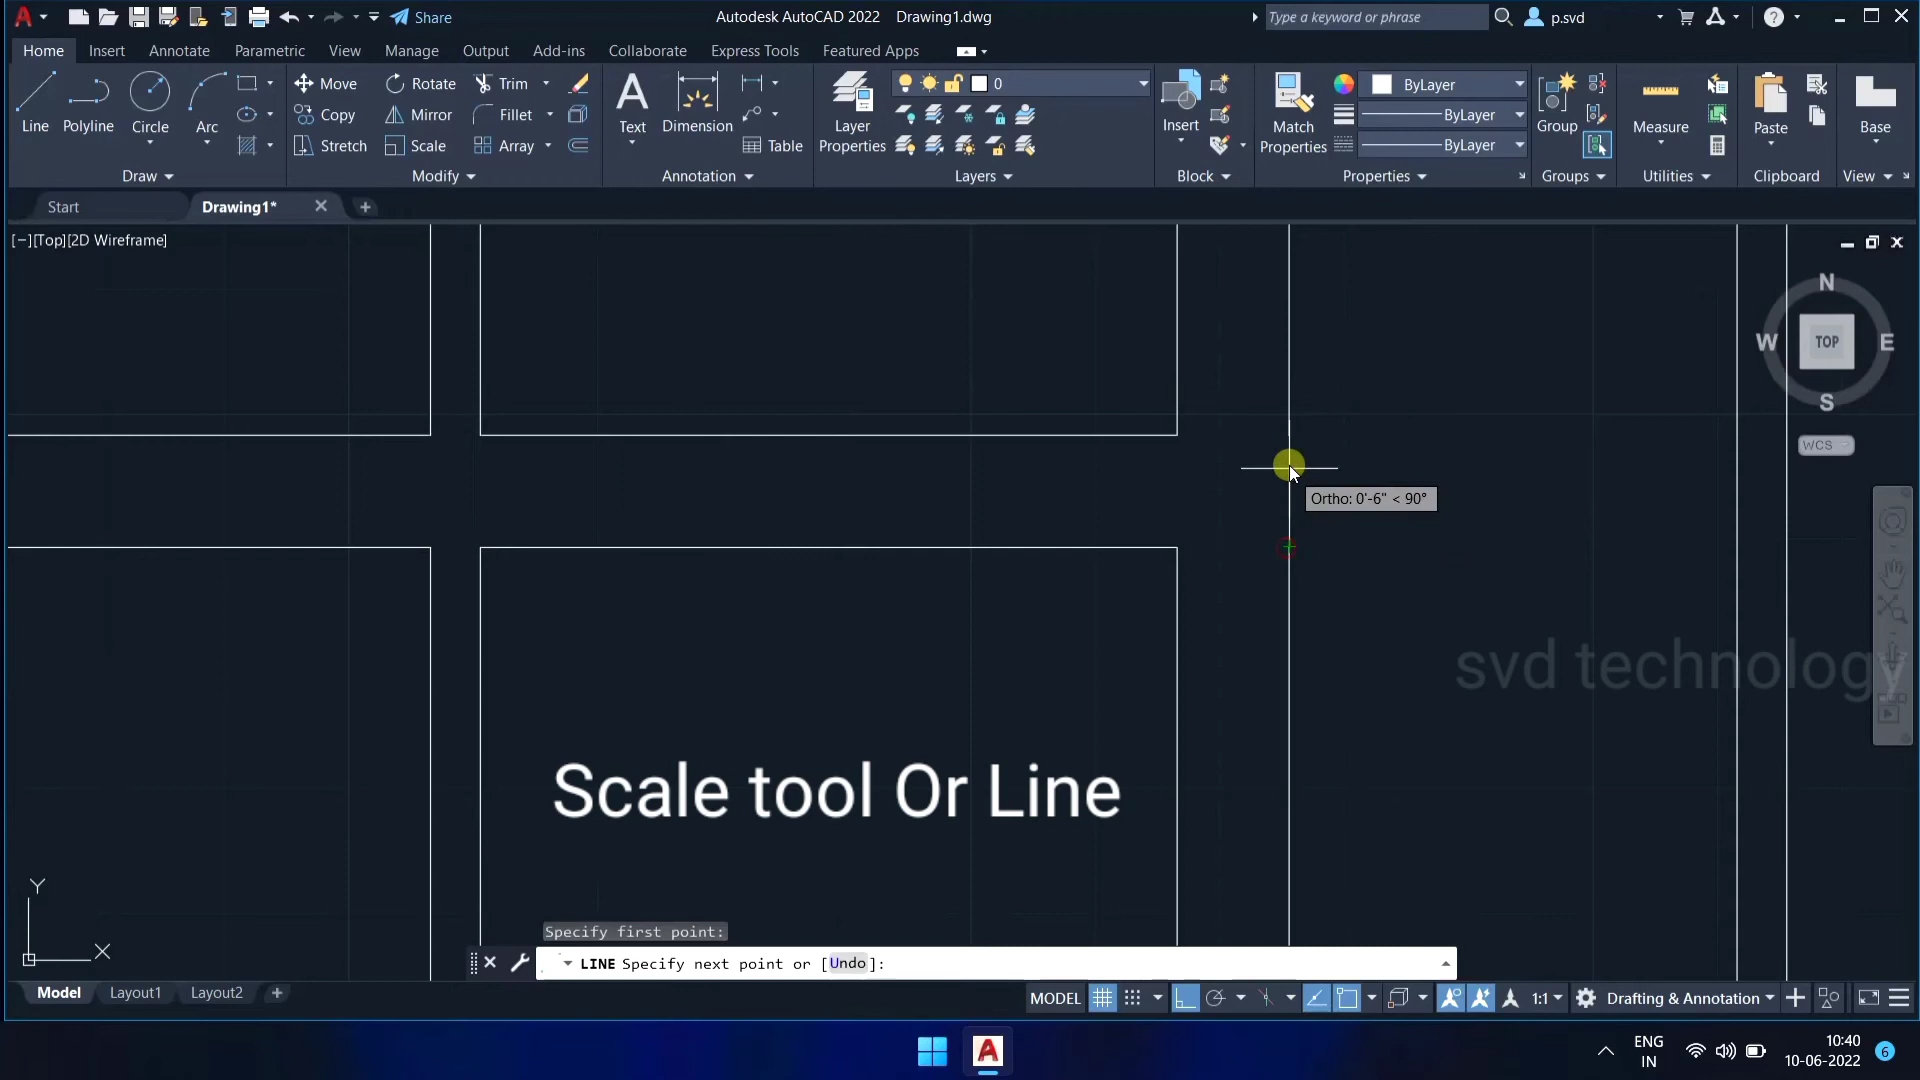 Share
Autodesk AutoCAD 2022 Drawing1.dwg
Type a keyword or phrase
p.svd
Home Insert Annotate Parametric View Manage Output Add-ins Collaborate Express Tools Featured Apps
Line
Polyline
Circle
Arc
Move
Rotate
Trim
Copy
Mirror
Fillet
Stretch
Scale
Array
Text
Dimension
Table
Layer
Properties
0
Insert
Match
Properties
ByLayer
ByLayer
ByLayer
Group
Measure
Paste
Base
Draw
Modify
Annotation
Layers
Block
Properties
Groups
Utilities
Clipboard
View
Start
Drawing1*
[−][Top][2D Wireframe]
N
W
TOP
E
S
WCS
Ortho: 0'-6" < 90°
svd technology
Scale tool Or Line
Y
X
Specify first point:
LINE Specify next point or [Undo]:
Model Layout1 Layout2
MODEL
1:1
Drafting & Annotation
ENG
IN
10:40
10-06-2022
6